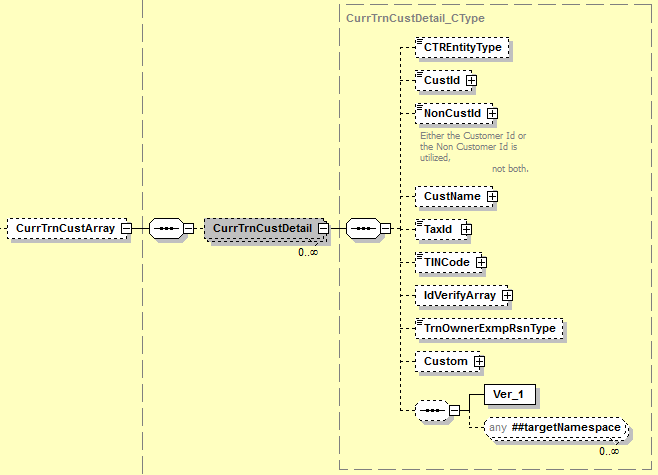 CurrTrnCustDetail_CType
CTREntityType
CustId
NonCustId
Either the Customer Id or
the Non Customer Id is
utilized,
not both.
CustName
CurrTrnCustArray
CurrTrnCustDetail
0..∞
TaxId
TINCode
IdVerifyArray
TrnOwnerExmpRsnType
Custom
Ver_1
any ##targetNamespace
0..∞